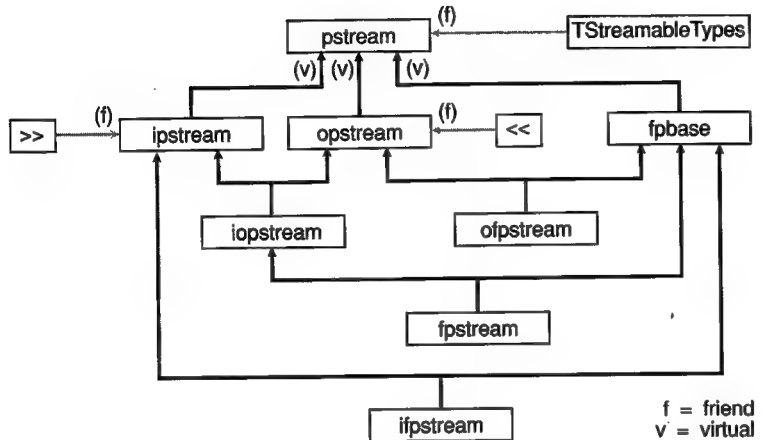 (f)
pstream
TStreamableTypes
(v) (v) (v)
(f) (f)
>> ipstream opstream << fpbase
iopstream ofpstream
fpstream
ifpstream
f = friend
v = virtual